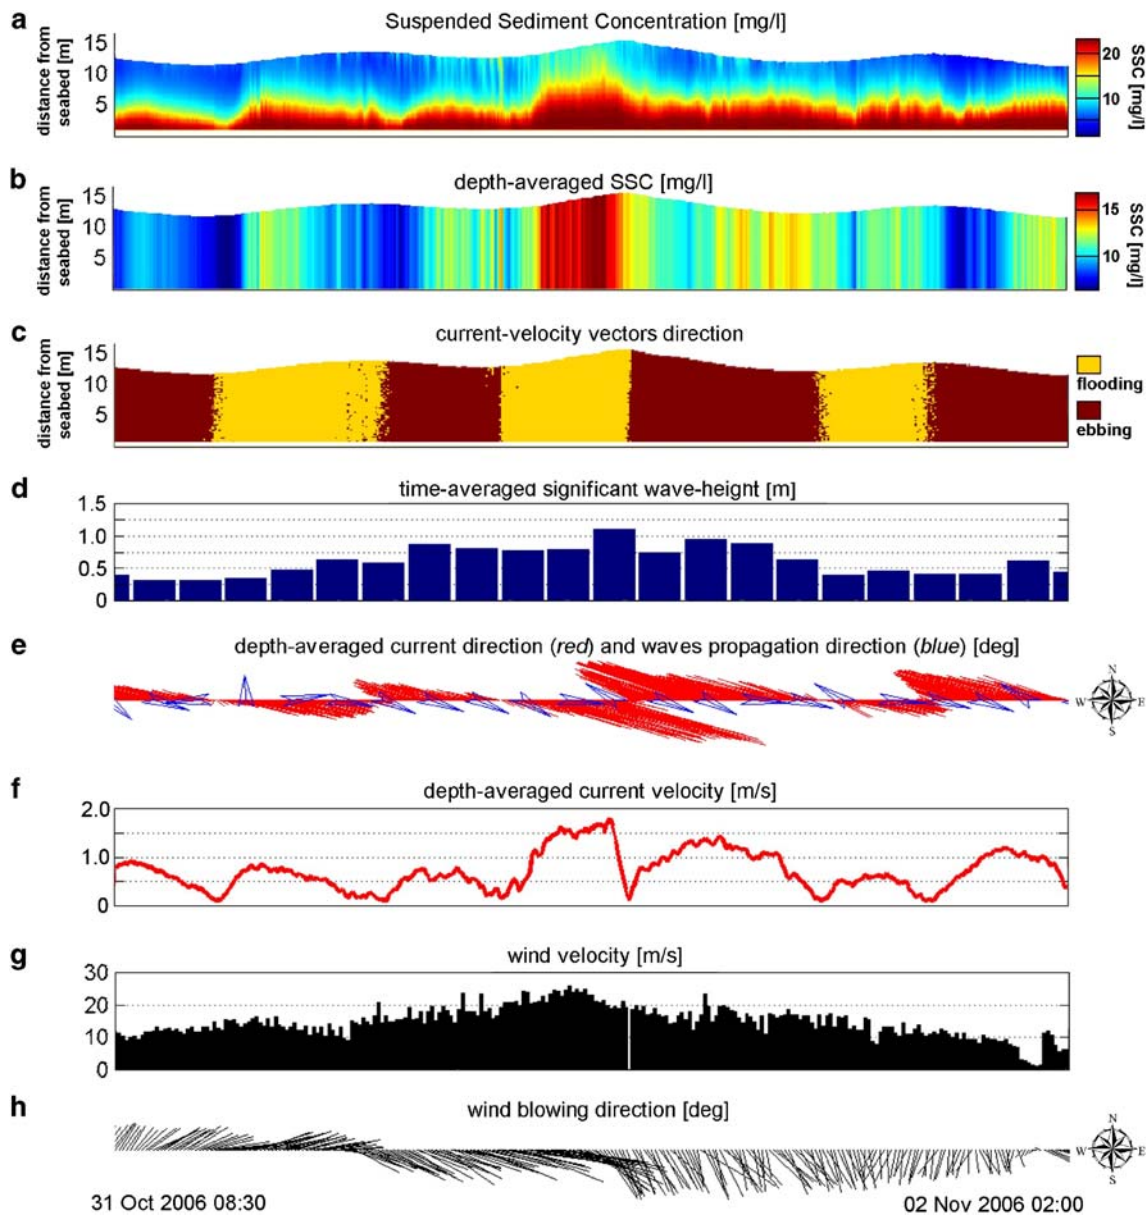 a
Suspended Sediment Concentration [mg/l]
distance from
seabed [m]
15
10
5
20
10
SSC [mg/l]
b
depth-averaged SSC [mg/l]
distance from
seabed [m]
15
10
5
15
10
SSC [mg/l]
c
current-velocity vectors direction
distance from
seabed [m]
15
10
5
flooding
ebbing
d
time-averaged significant wave-height [m]
1.5
1.0
0.5
0
e
depth-averaged current direction (red) and waves propagation direction (blue) [deg]
N
W E
S
f
depth-averaged current velocity [m/s]
2.0
1.0
0
g
wind velocity [m/s]
30
20
10
0
h
wind blowing direction [deg]
N
W E
S
31 Oct 2006 08:30
02 Nov 2006 02:00